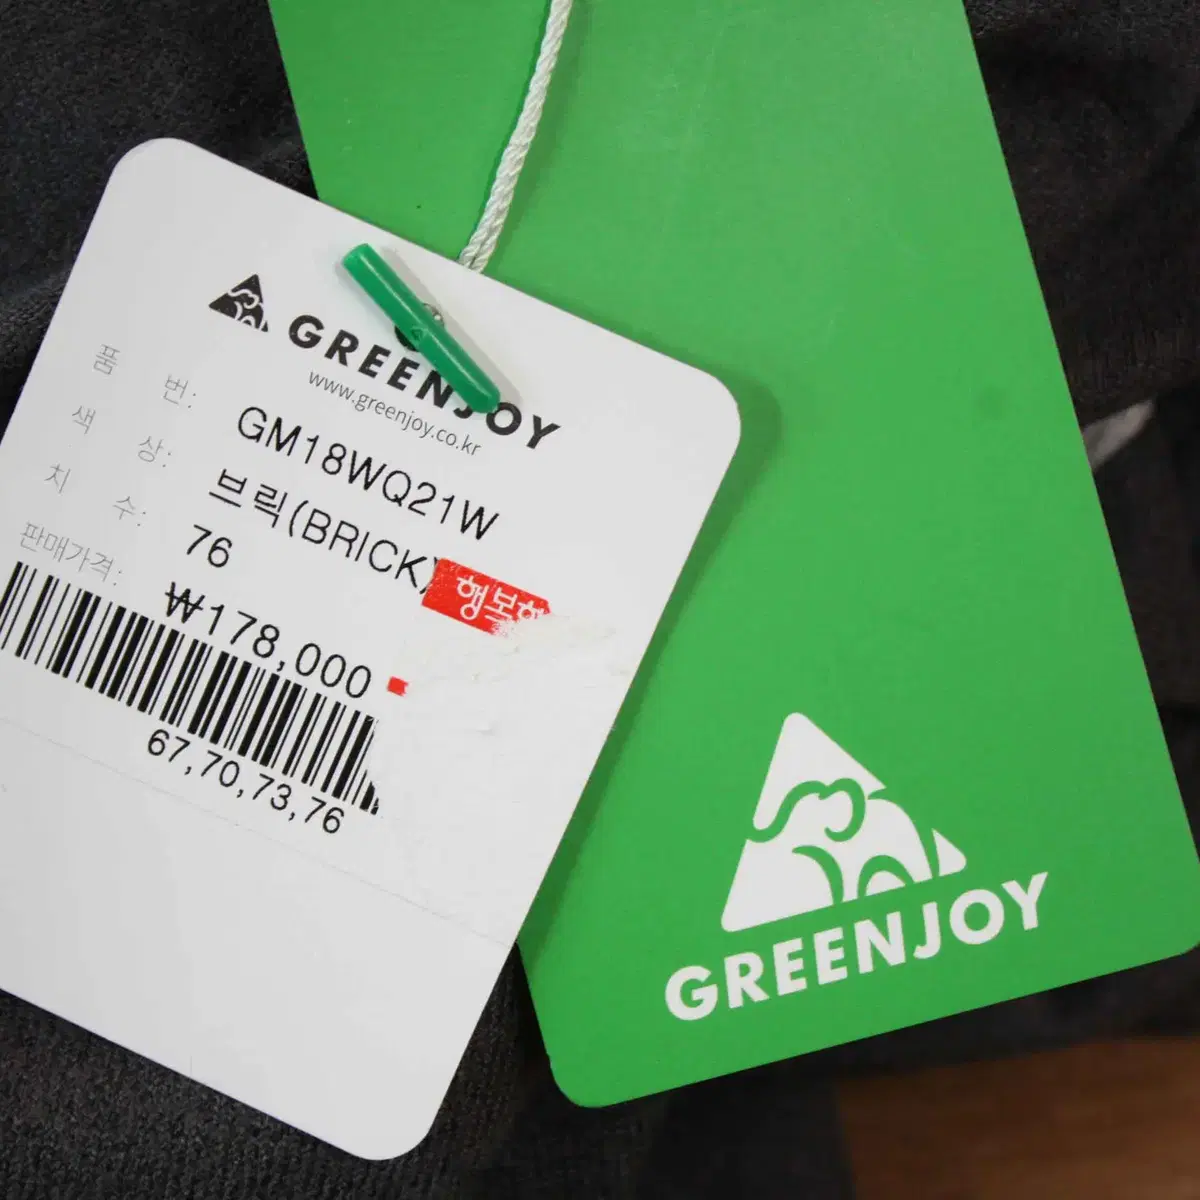 GREENJOY
www.greenjoy.co.kr
품 번: GM18WQ21W
색 상: 브릭(BRICK)
치 수: 76
판매가격: ₩178,000
67,70,73,76
GREENJOY